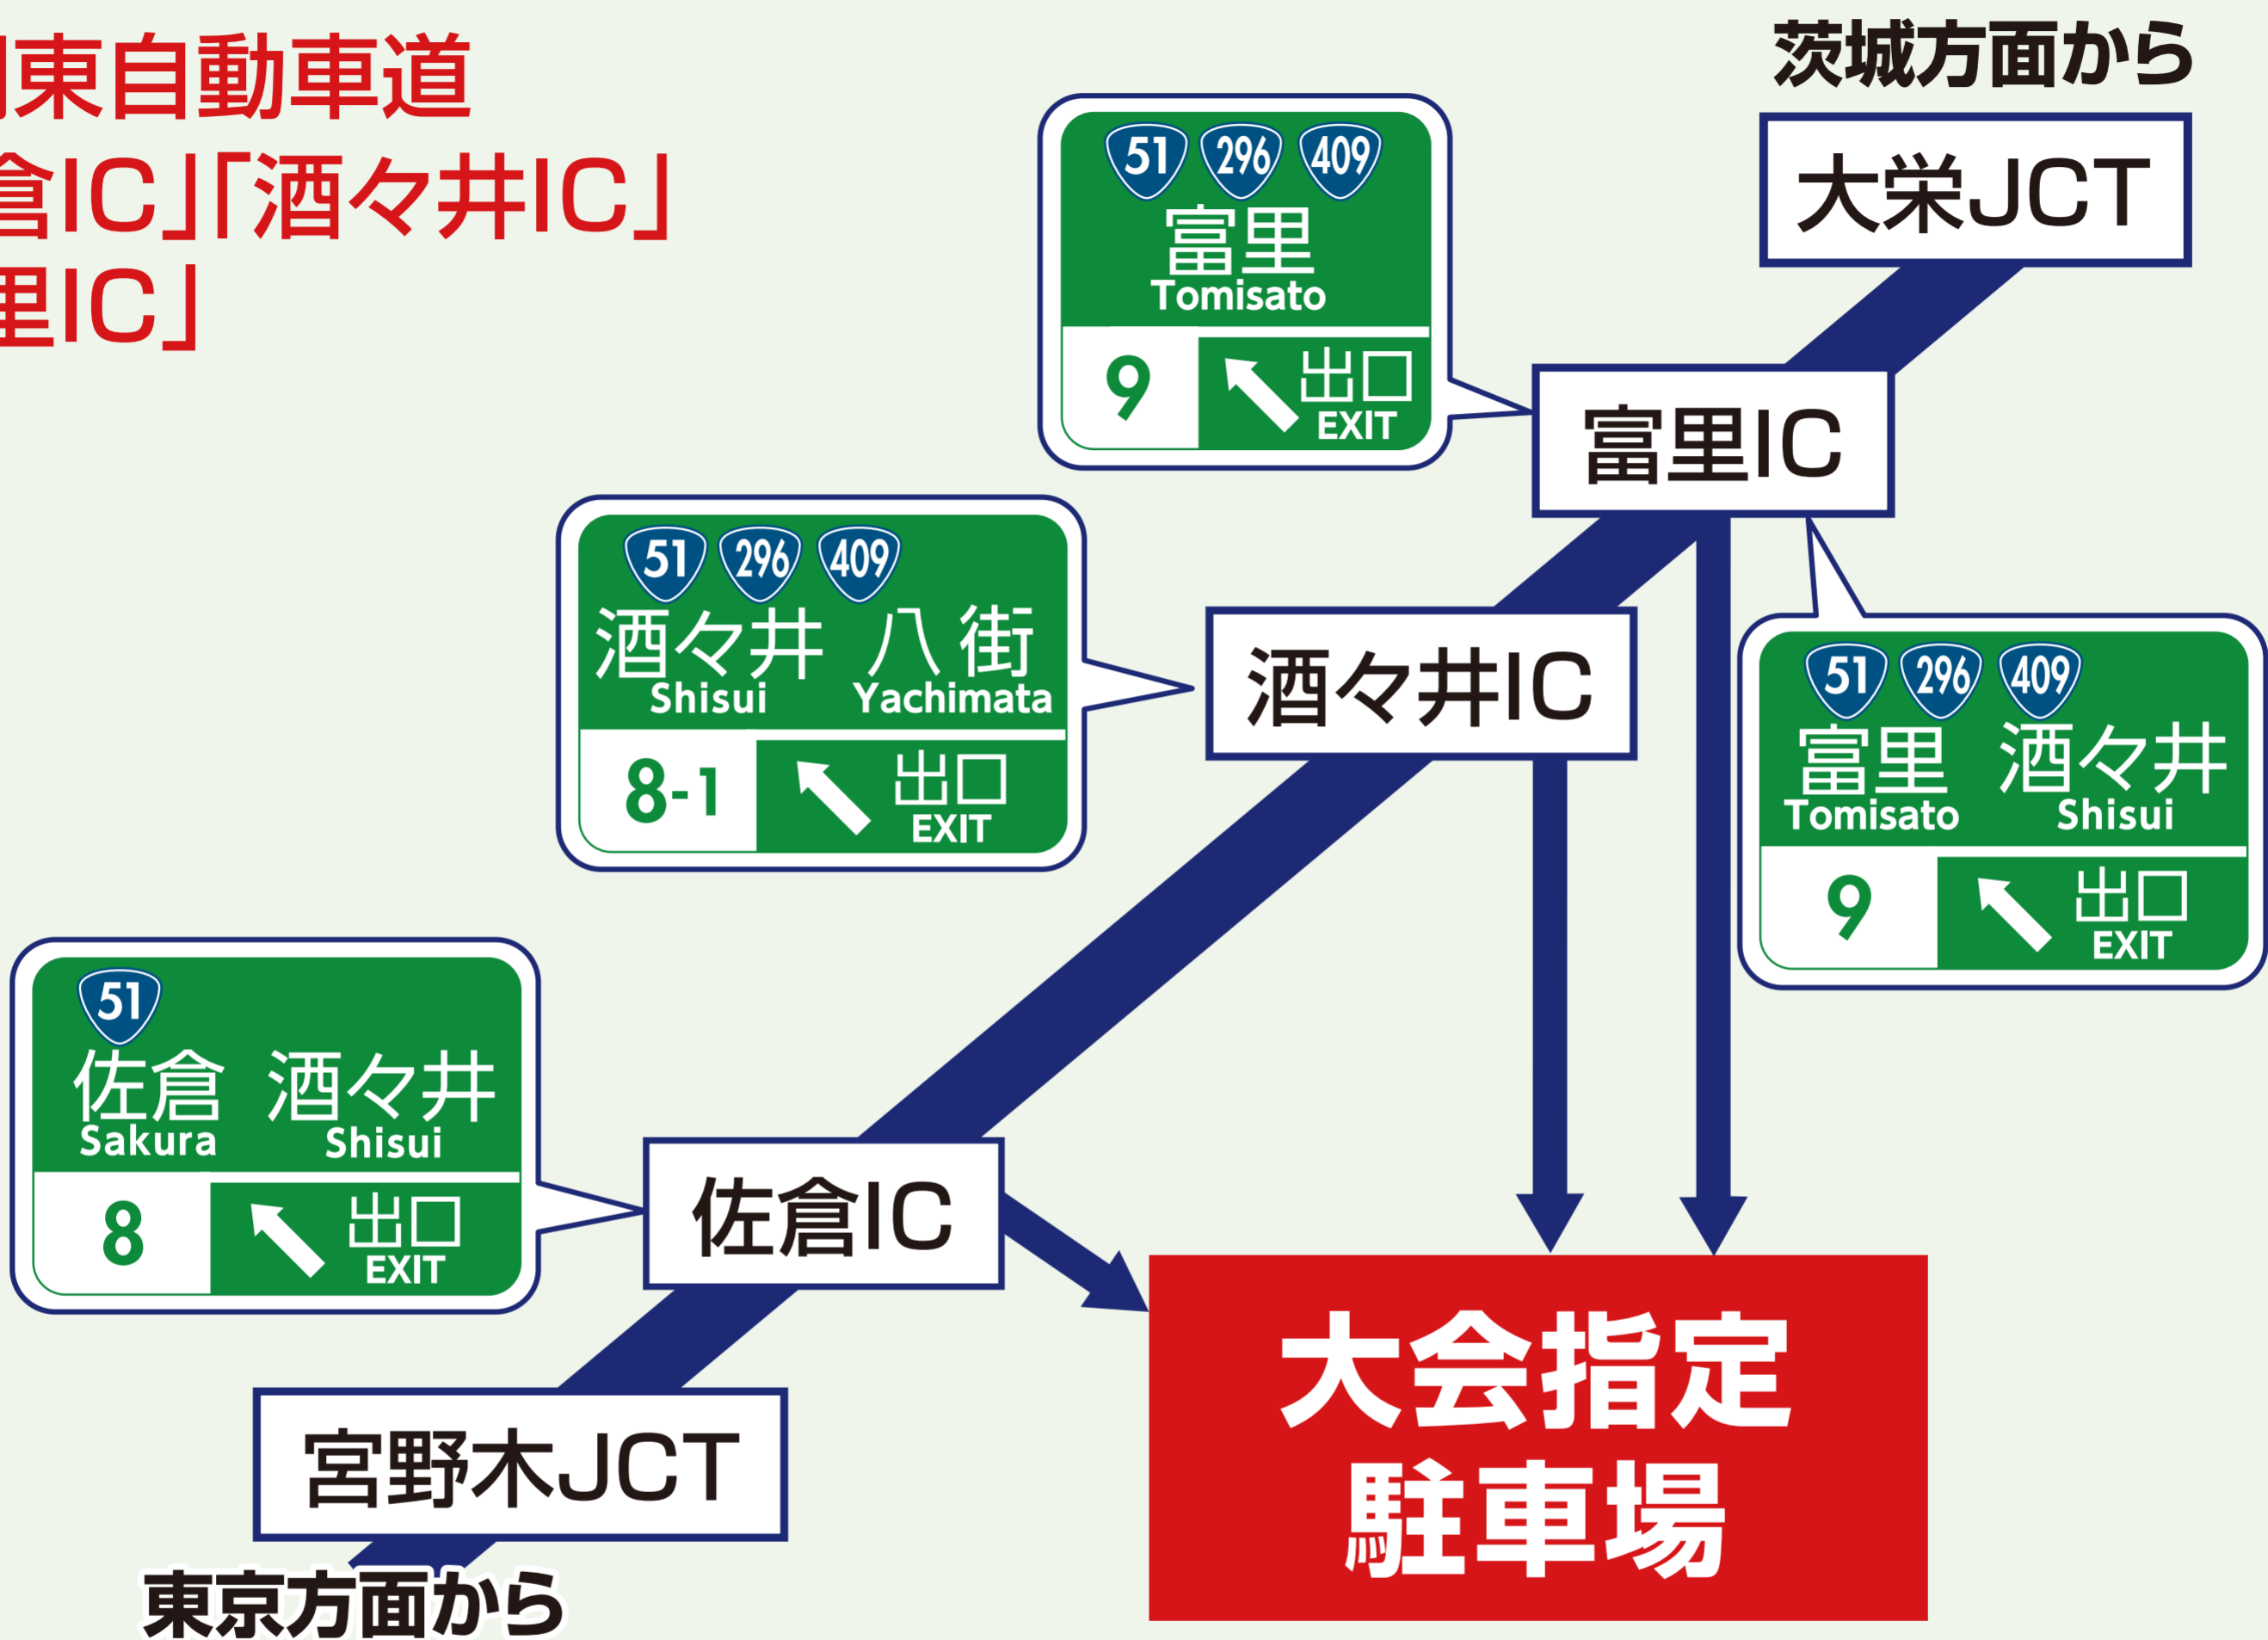 東自動車道
倉IC」「酒々井IC」
里IC」
茨城方面から
大栄JCT
51 296 409
富里
Tomisato
9 出口
EXIT
富里IC
51 296 409
酒々井 八街
Shisui Yachimata
8-1 出口
EXIT
酒々井IC
51 296 409
富里 酒々井
Tomisato Shisui
9 出口
EXIT
51
佐倉 酒々井
Sakura Shisui
8 出口
EXIT
佐倉IC
宮野木JCT
東京方面から
大会指定
駐車場